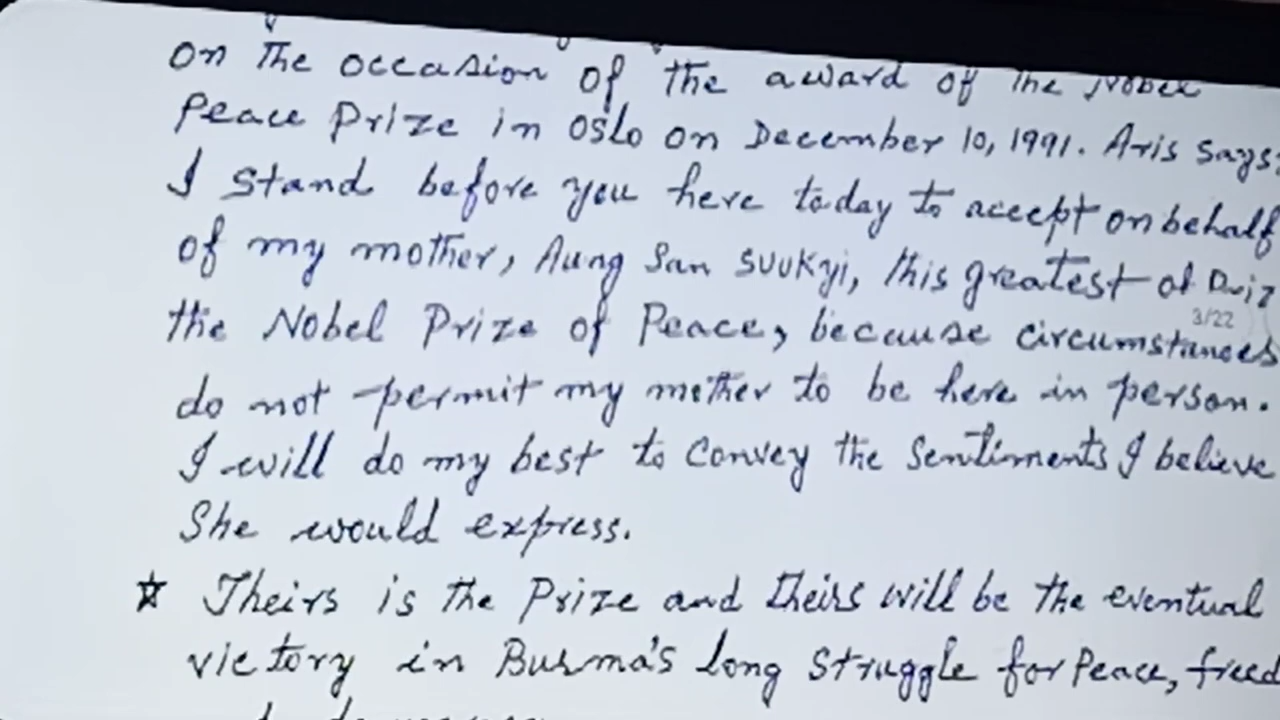 on the occasion of the award of the Nobel
Peace Prize in Oslo on December 10, 1991. Aris says:
I stand before you here today to accept on behalf
of my mother, Aung San SUUKyi, this greatest of
3/22
the Nobel Prize of Peace, because circumstances
do not permit my mother to be here in person.
I will do my best to convey the sentiments I believe
She would express.
☆ Theirs is the Prize and theirs will be the eventual
victory in Burma's long struggle for Peace,